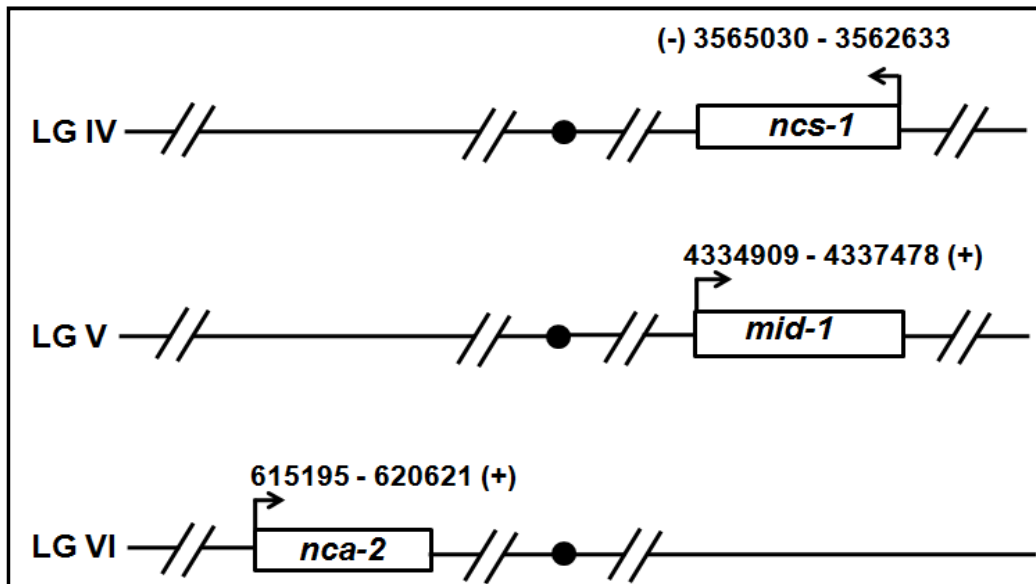 (-) 3565030 - 3562633
LG IV ncs-1
4334909 - 4337478 (+)
LG V mid-1
615195 - 620621 (+)
LG VI nca-2